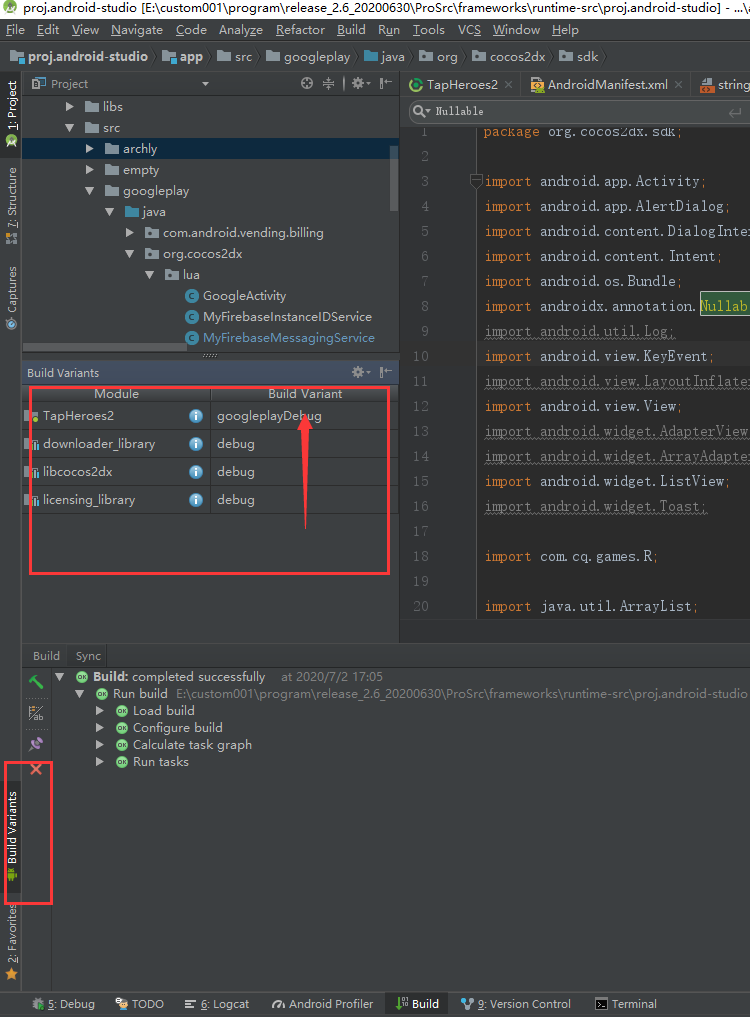 proj.android-studio [E:\custom001\program\release_2.6_20200630\ProSrc\frameworks\runtime-src\proj.android-studio] - ...\a
File Edit View Navigate Code Analyze Refactor Build Run Tools VCS Window Help
proj.android-studio app src googleplay java org cocos2dx sdk
1: Project
7: Structure
Captures
Build Variants
2: Favorites
Project
libs
src
archly
empty
googleplay
java
com.android.vending.billing
org.cocos2dx
lua
GoogleActivity
MyFirebaseInstanceIDService
MyFirebaseMessagingService
Build Variants
Module Build Variant
TapHeroes2 googleplayDebug
downloader_library debug
libcocos2dx debug
licensing_library debug
TapHeroes2 AndroidManifest.xml string
Nullable
1 package org.cocos2dx.sdk;
2
3 import android.app.Activity;
4 import android.app.AlertDialog;
5 import android.content.DialogInte
6 import android.content.Intent;
7 import android.os.Bundle;
8 import androidx.annotation.Nullab
9 import android.util.Log;
10 import android.view.KeyEvent;
11 import android.view.LayoutInflate
12 import android.view.View;
13 import android.widget.AdapterView
14 import android.widget.ArrayAdapte
15 import android.widget.ListView;
16 import android.widget.Toast;
17
18 import com.cq.games.R;
19
20 import java.util.ArrayList;
Build Sync
Build: completed successfully at 2020/7/2 17:05
Run build E:\custom001\program\release_2.6_20200630\ProSrc\frameworks\runtime-src\proj.android-studio
Load build
Configure build
Calculate task graph
Run tasks
5: Debug TODO 6: Logcat Android Profiler Build 9: Version Control Terminal